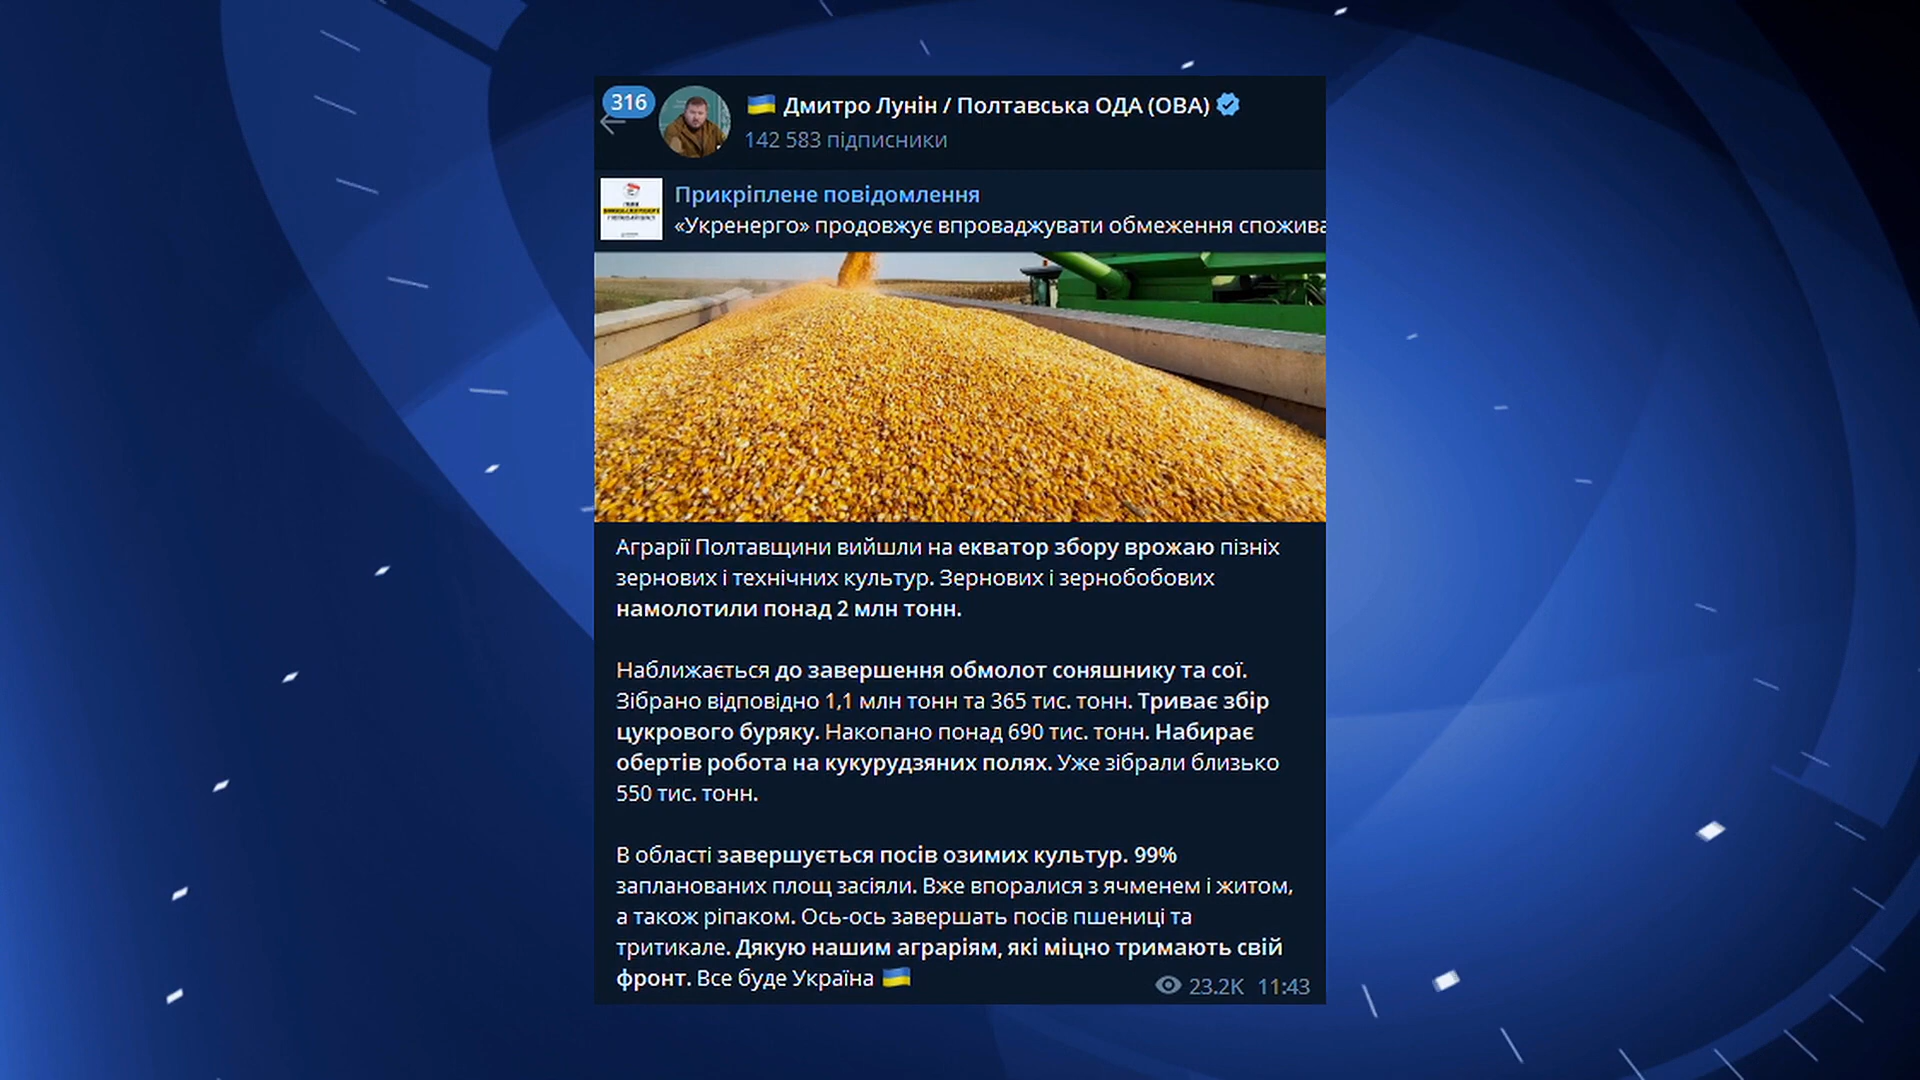 316
🇺🇦 Дмитро Лунін / Полтавська ОДА (ОВА)
142 583 підписники
Прикріплене повідомлення
«Укренерго» продовжує впроваджувати обмеження спожива
Аграрії Полтавщини вийшли на екватор збору врожаю пізніх
зернових і технічних культур. Зернових і зернобобових
намолотили понад 2 млн тонн.
Наближається до завершення обмолот соняшнику та сої.
Зібрано відповідно 1,1 млн тонн та 365 тис. тонн. Триває збір
цукрового буряку. Накопано понад 690 тис. тонн. Набирає
обертів робота на кукурудзяних полях. Уже зібрали близько
550 тис. тонн.
В області завершується посів озимих культур. 99%
запланованих площ засіяли. Вже впоралися з ячменем і житом,
а також ріпаком. Ось-ось завершать посів пшениці та
тритикале. Дякую нашим аграріям, які міцно тримають свій
фронт. Все буде Україна 🇺🇦
23.2K 11:43